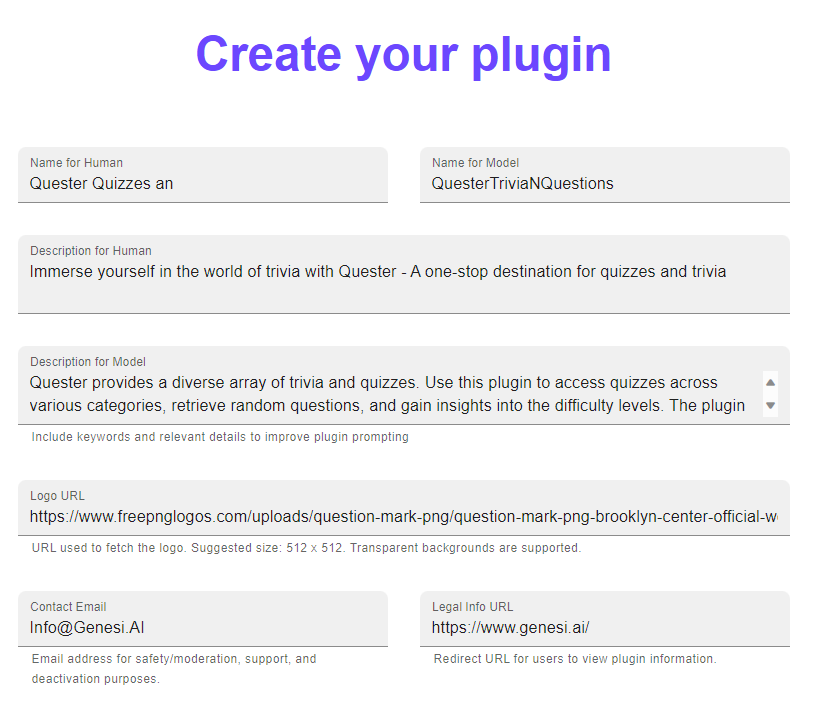 Create your plugin
Name for Human
Quester Quizzes an
Name for Model
QuesterTriviaNQuestions
Description for Human
Immerse yourself in the world of trivia with Quester - A one-stop destination for quizzes and trivia
Description for Model
Quester provides a diverse array of trivia and quizzes. Use this plugin to access quizzes across
various categories, retrieve random questions, and gain insights into the difficulty levels. The plugin
Include keywords and relevant details to improve plugin prompting
Logo URL
https://www.freepnglogos.com/uploads/question-mark-png/question-mark-png-brooklyn-center-official-we
URL used to fetch the logo. Suggested size: 512 x 512. Transparent backgrounds are supported.
Contact Email
Info@Genesi.AI
Email address for safety/moderation, support, and
deactivation purposes.
Legal Info URL
https://www.genesi.ai/
Redirect URL for users to view plugin information.